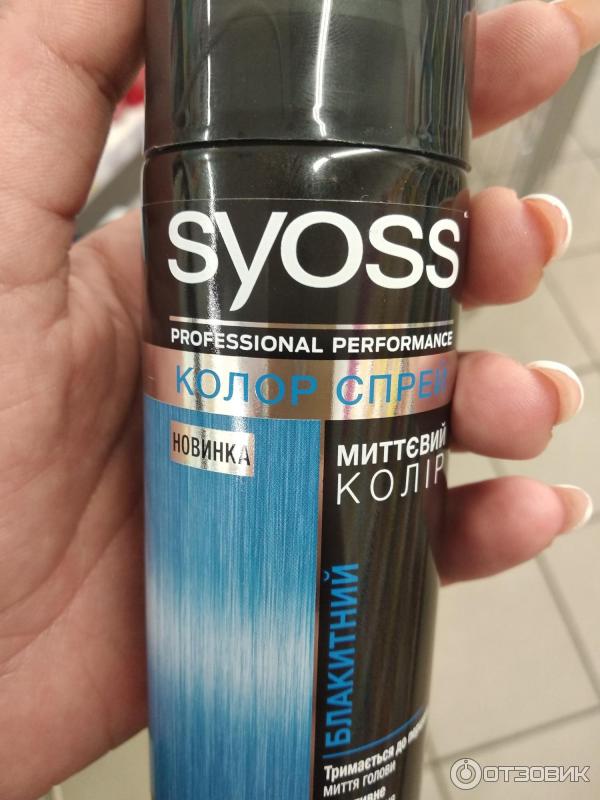 syoss
PROFESSIONAL PERFORMANCE
КОЛОР СПРЕЙ
НОВИНКА
МИТТЄВИЙ
КОЛІР
БЛАКИТНИЙ
Тримається до
миття голови
ОТЗОВИК